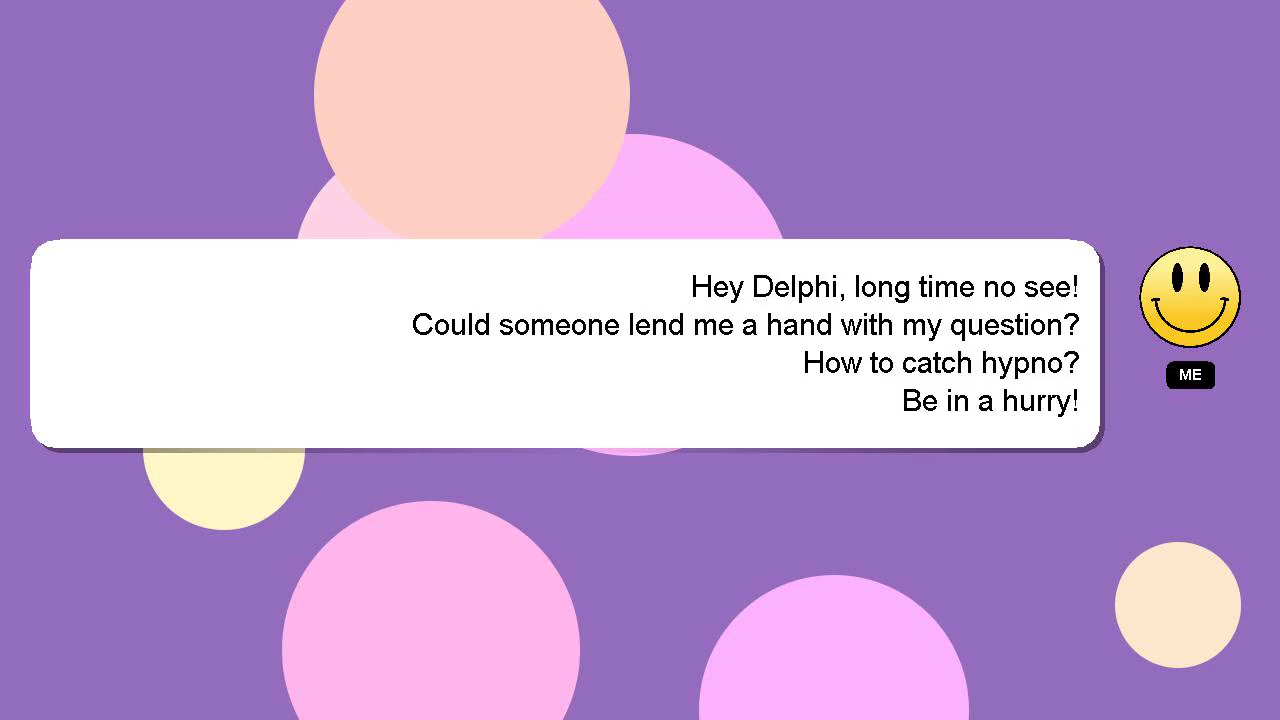 Hey Delphi, long time no see!
Could someone lend me a hand with my question?
How to catch hypno?
Be in a hurry!
ME